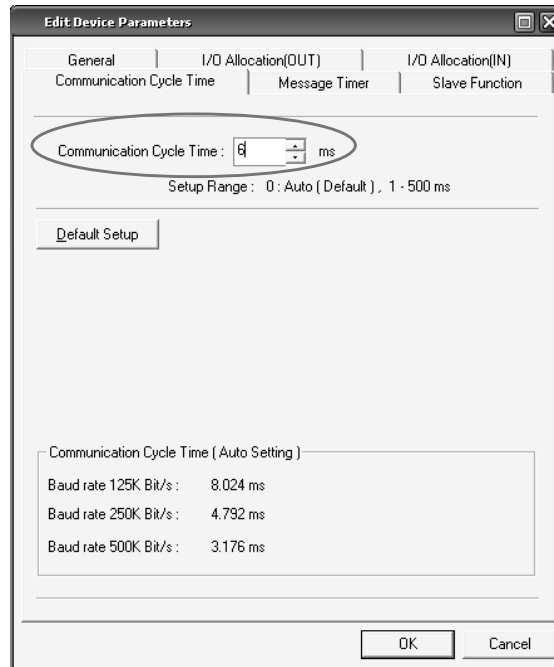 Edit Device Parameters
General I/O Allocation(OUT) I/O Allocation(IN)
Communication Cycle Time Message Timer Slave Function
Communication Cycle Time : 6 ms
Setup Range : 0 : Auto ( Default ) , 1 - 500 ms
Default Setup
Communication Cycle Time ( Auto Setting )
Baud rate 125K Bit/s : 8.024 ms
Baud rate 250K Bit/s : 4.792 ms
Baud rate 500K Bit/s : 3.176 ms
OK Cancel